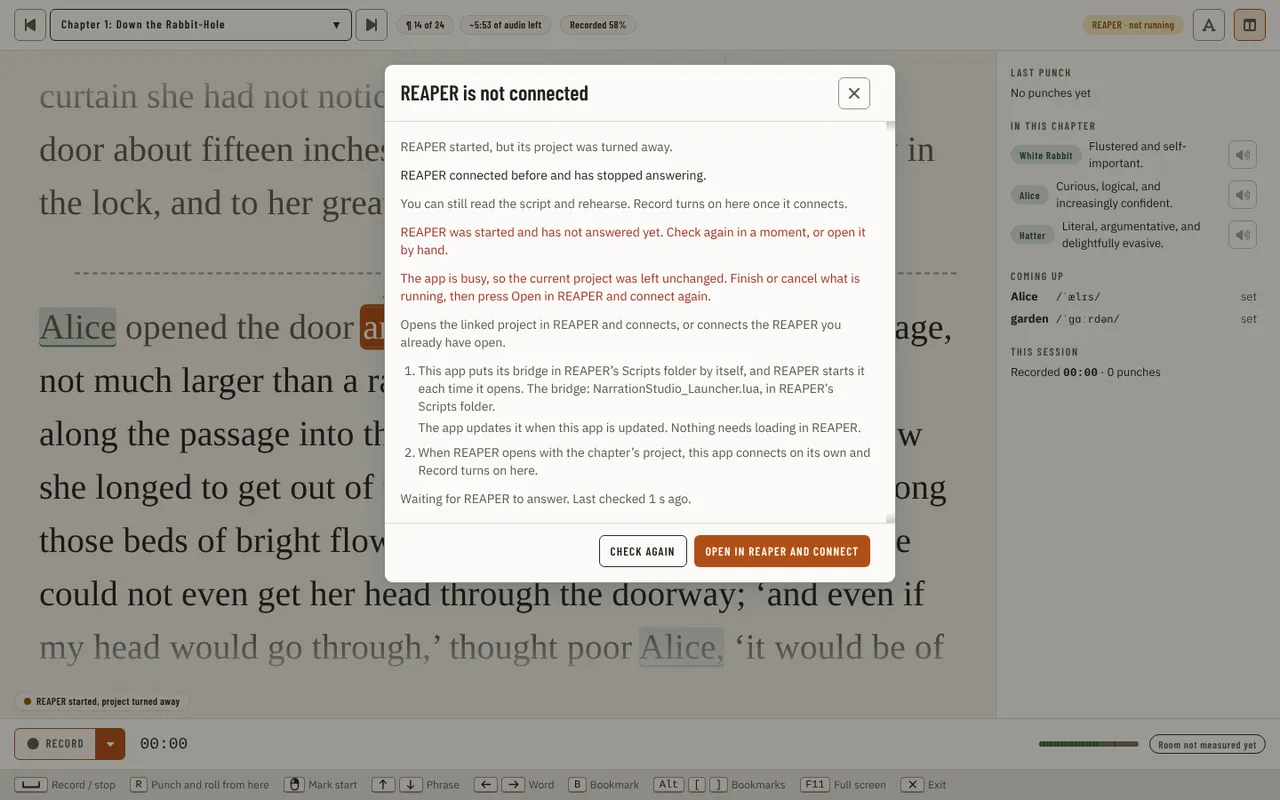 Chapter 1: Down the Rabbit-Hole
¶ 14 of 24
~5:53 of audio left
Recorded 58%
REAPER · not running
A
curtain she had not notic
door about fifteen inches
y in
the lock, and to her grea
Alice opened the door ar
age,
not much larger than a ra
along the passage into th
w
she longed to get out of
ong
those beds of bright flow
e
could not even get her head through the doorway; ‘and even if
my head would go through,’ thought poor Alice, ‘it would be of
REAPER is not connected
REAPER started, but its project was turned away.
REAPER connected before and has stopped answering.
You can still read the script and rehearse. Record turns on here once it connects.
REAPER was started and has not answered yet. Check again in a moment, or open it
by hand.
The app is busy, so the current project was left unchanged. Finish or cancel what is
running, then press Open in REAPER and connect again.
Opens the linked project in REAPER and connects, or connects the REAPER you
already have open.
1. This app puts its bridge in REAPER’s Scripts folder by itself, and REAPER starts it
each time it opens. The bridge: NarrationStudio_Launcher.lua, in REAPER’s
Scripts folder.
The app updates it when this app is updated. Nothing needs loading in REAPER.
2. When REAPER opens with the chapter’s project, this app connects on its own and
Record turns on here.
Waiting for REAPER to answer. Last checked 1 s ago.
CHECK AGAIN
OPEN IN REAPER AND CONNECT
LAST PUNCH
No punches yet
IN THIS CHAPTER
White Rabbit
Flustered and self-
important.
Alice
Curious, logical, and
increasingly confident.
Hatter
Literal, argumentative, and
delightfully evasive.
COMING UP
Alice /ˈælɪs/ set
garden /ˈɡɑːrdən/ set
THIS SESSION
Recorded 00:00 · 0 punches
REAPER started, project turned away
RECORD
00:00
Room not measured yet
Record / stop
R Punch and roll from here
Mark start
↑ ↓ Phrase
← → Word
B Bookmark
Alt [ ] Bookmarks
F11 Full screen
✕ Exit